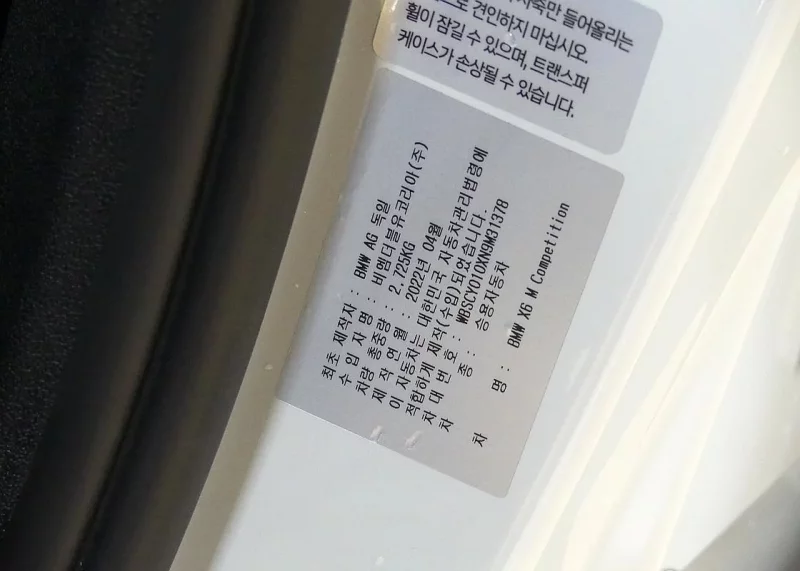 축만 들어올리는
로 견인하지 마십시오.
휠이 잠길 수 있으며, 트랜스퍼
케이스가 손상될 수 있습니다.
최초 제작자 : BMW AG 독일
수 입 자 명 : 비엠더블유코리아(주)
차량 총중량 : 2.725KG
제 작 연 월 : 2022년 04월
이 자동차는 대한민국 자동차관리법령에
적합하게 제작(수입)되었습니다.
차 대 번 호 : WBSCY010XN9M31378
차 종 : 승용자동차
차 명 : BMW X6 M Competition